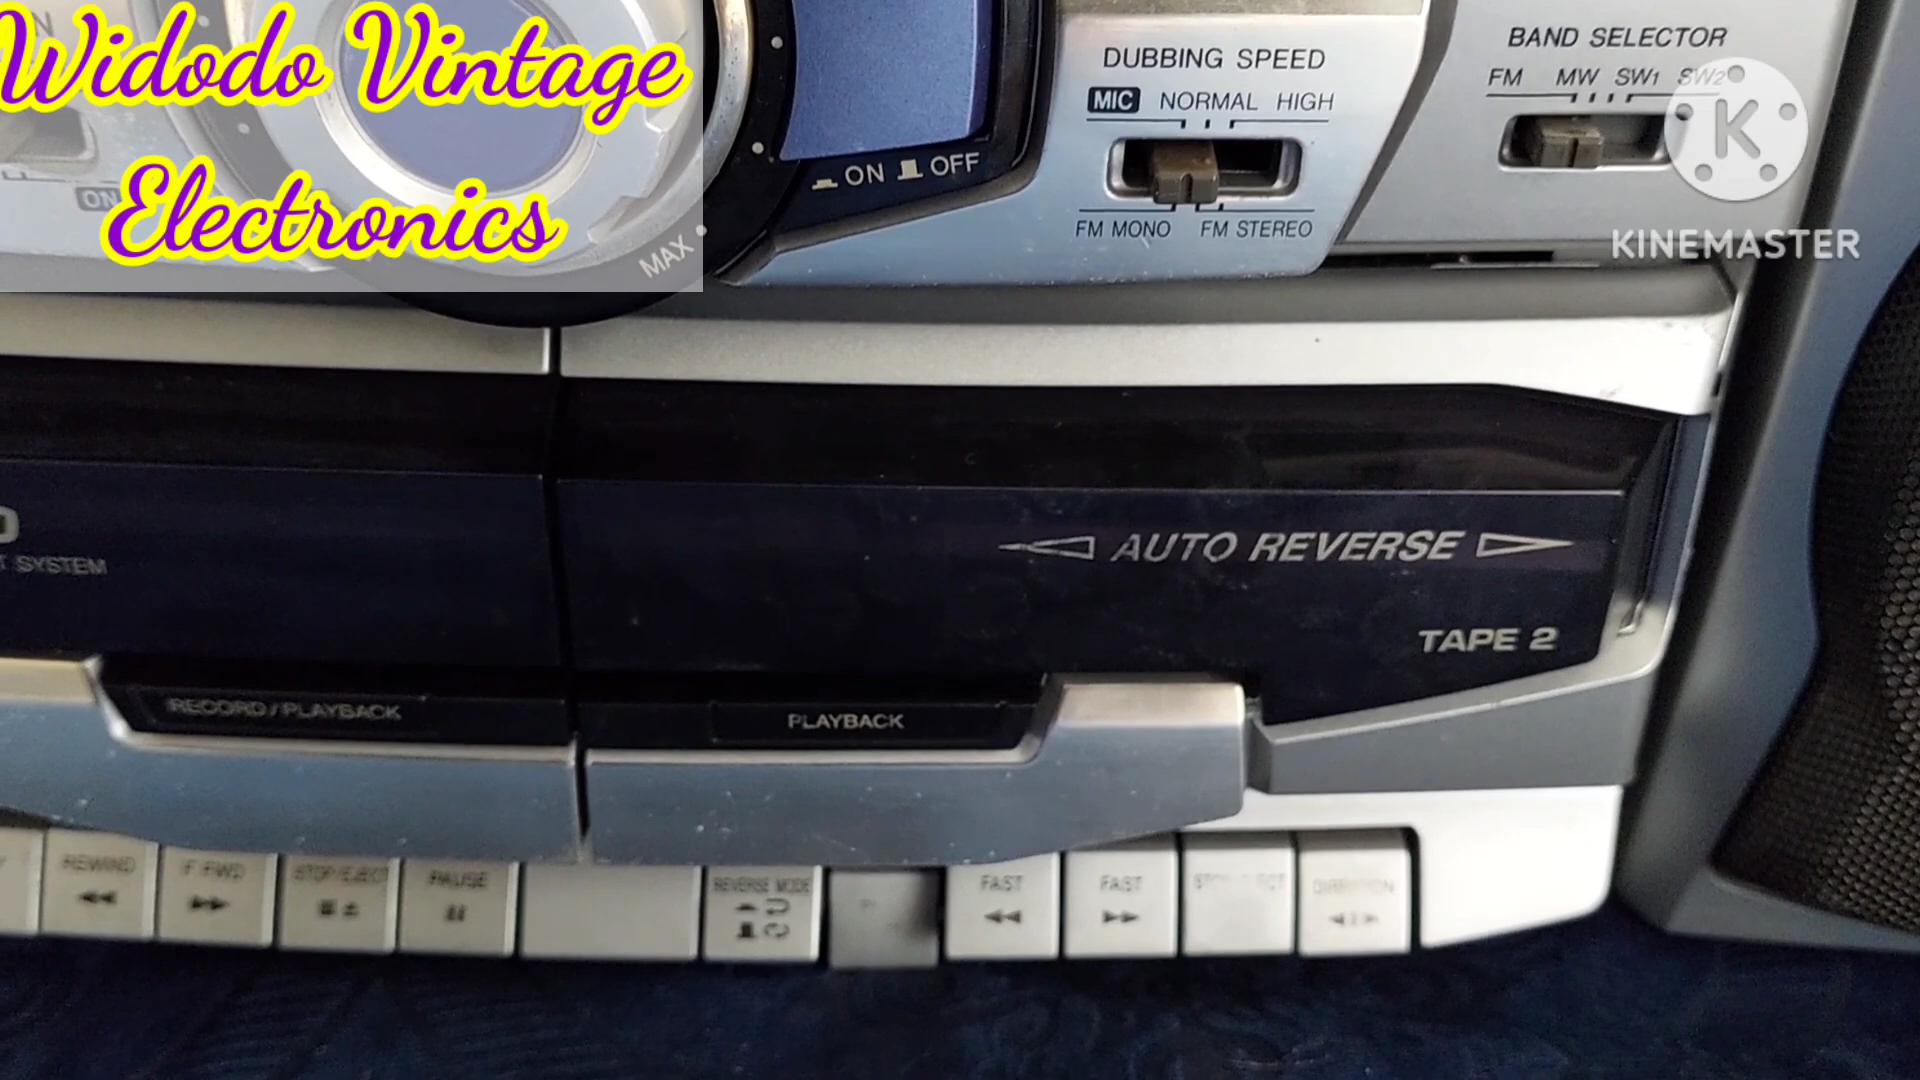 Widodo Vintage
Electronics
ON
MAX
ON OFF
DUBBING SPEED
MIC NORMAL HIGH
FM MONO FM STEREO
BAND SELECTOR
FM MW SW1 SW2
KINEMASTER
SYSTEM
AUTO REVERSE
TAPE 2
RECORD/PLAYBACK
PLAYBACK
REWIND
F FWD
STOP/EJECT
PAUSE
REVERSE MODE
FAST
FAST
STOP/EJECT
DIRECTION